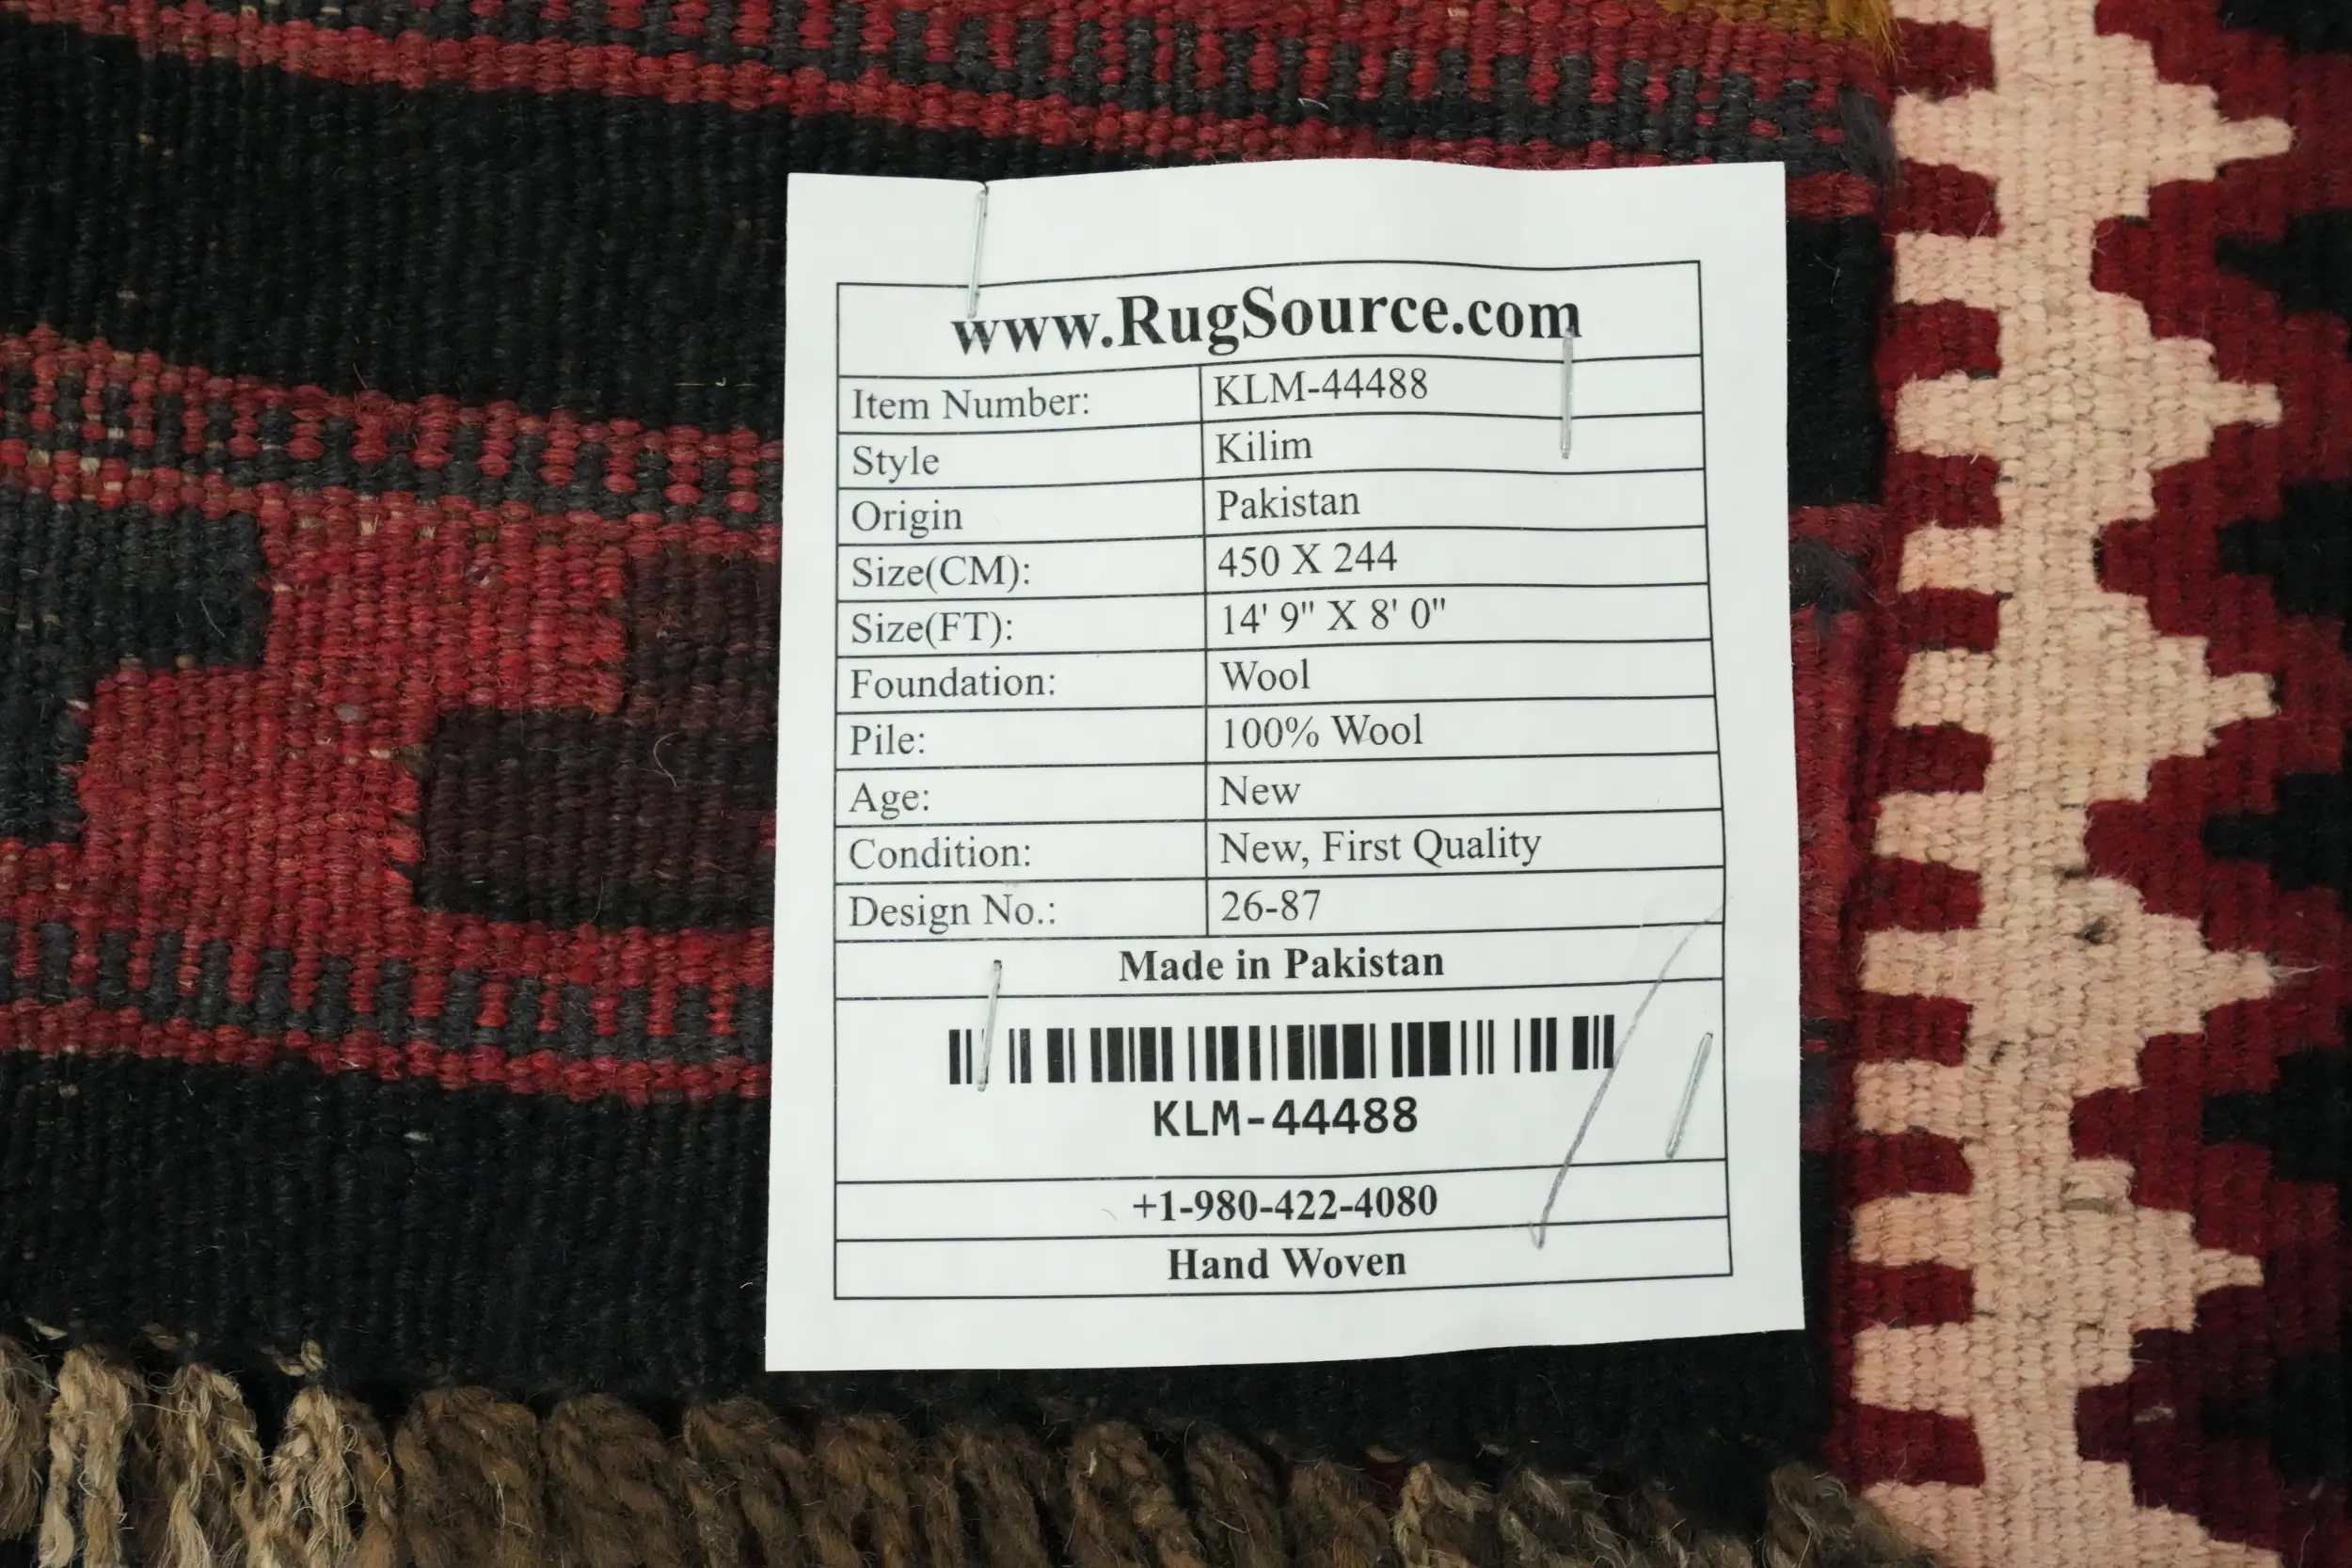 www.RugSource.com
Item Number: KLM-44488
Style Kilim
Origin Pakistan
Size(CM): 450 X 244
Size(FT): 14' 9" X 8' 0"
Foundation: Wool
Pile: 100% Wool
Age: New
Condition: New, First Quality
Design No.: 26-87
Made in Pakistan
KLM-44488
+1-980-422-4080
Hand Woven